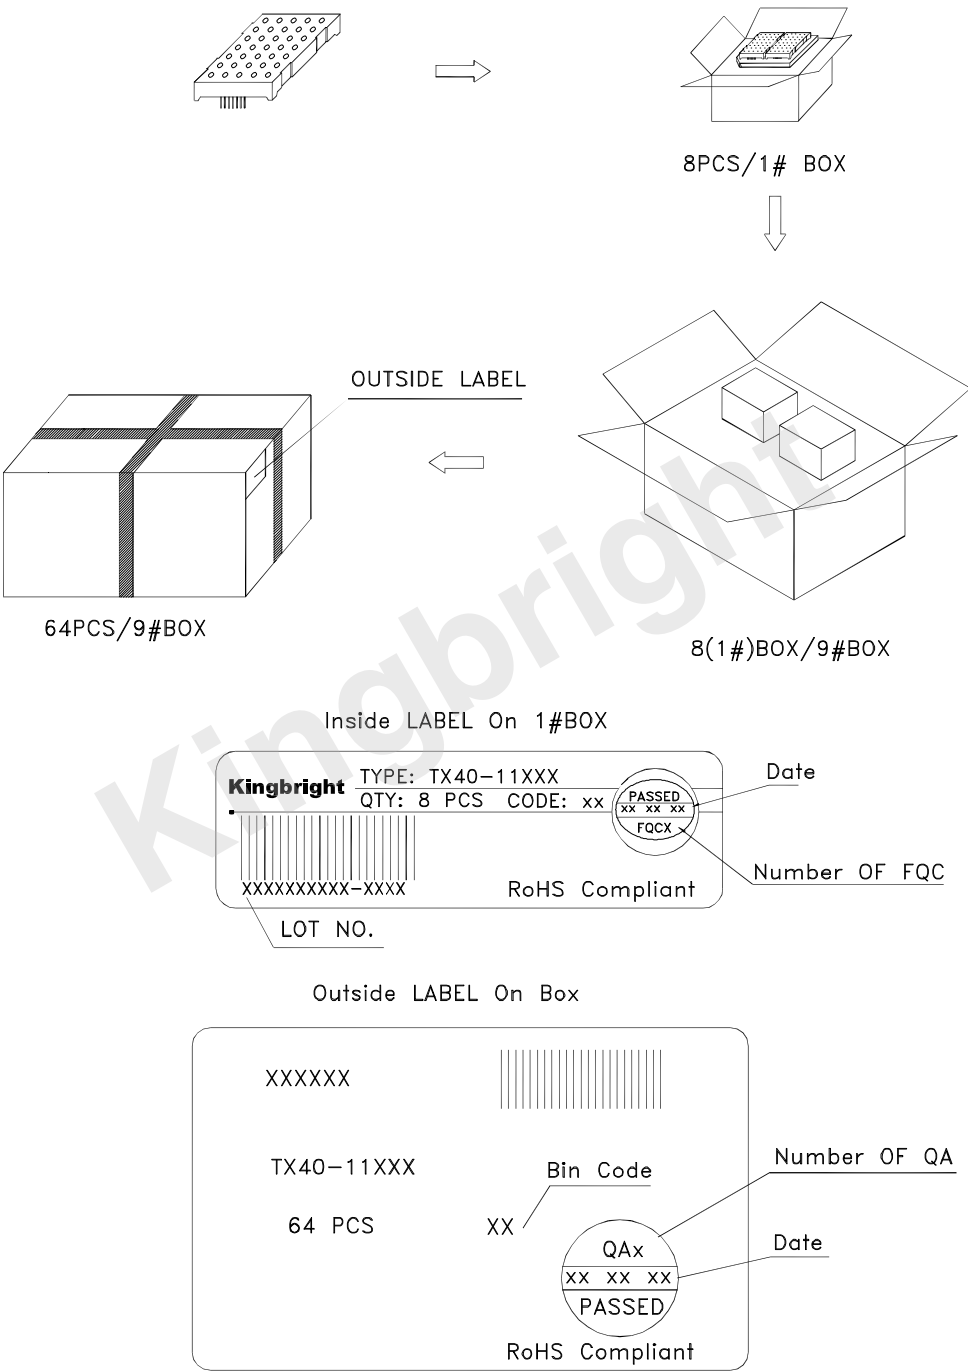 8PCS/1# BOX
OUTSIDE LABEL
64PCS/9#BOX
8(1#)BOX/9#BOX
Kingbright
Inside LABEL On 1#BOX
Kingbright
TYPE: TX40-11XXX
QTY: 8 PCS CODE: xx
PASSED
xx xx xx
FQCX
Date
Number OF FQC
XXXXXXXXXX-XXXX
RoHS Compliant
LOT NO.
Outside LABEL On Box
XXXXXX
TX40-11XXX
Bin Code
Number OF QA
64 PCS
XX
QAx
xx xx xx
PASSED
Date
RoHS Compliant